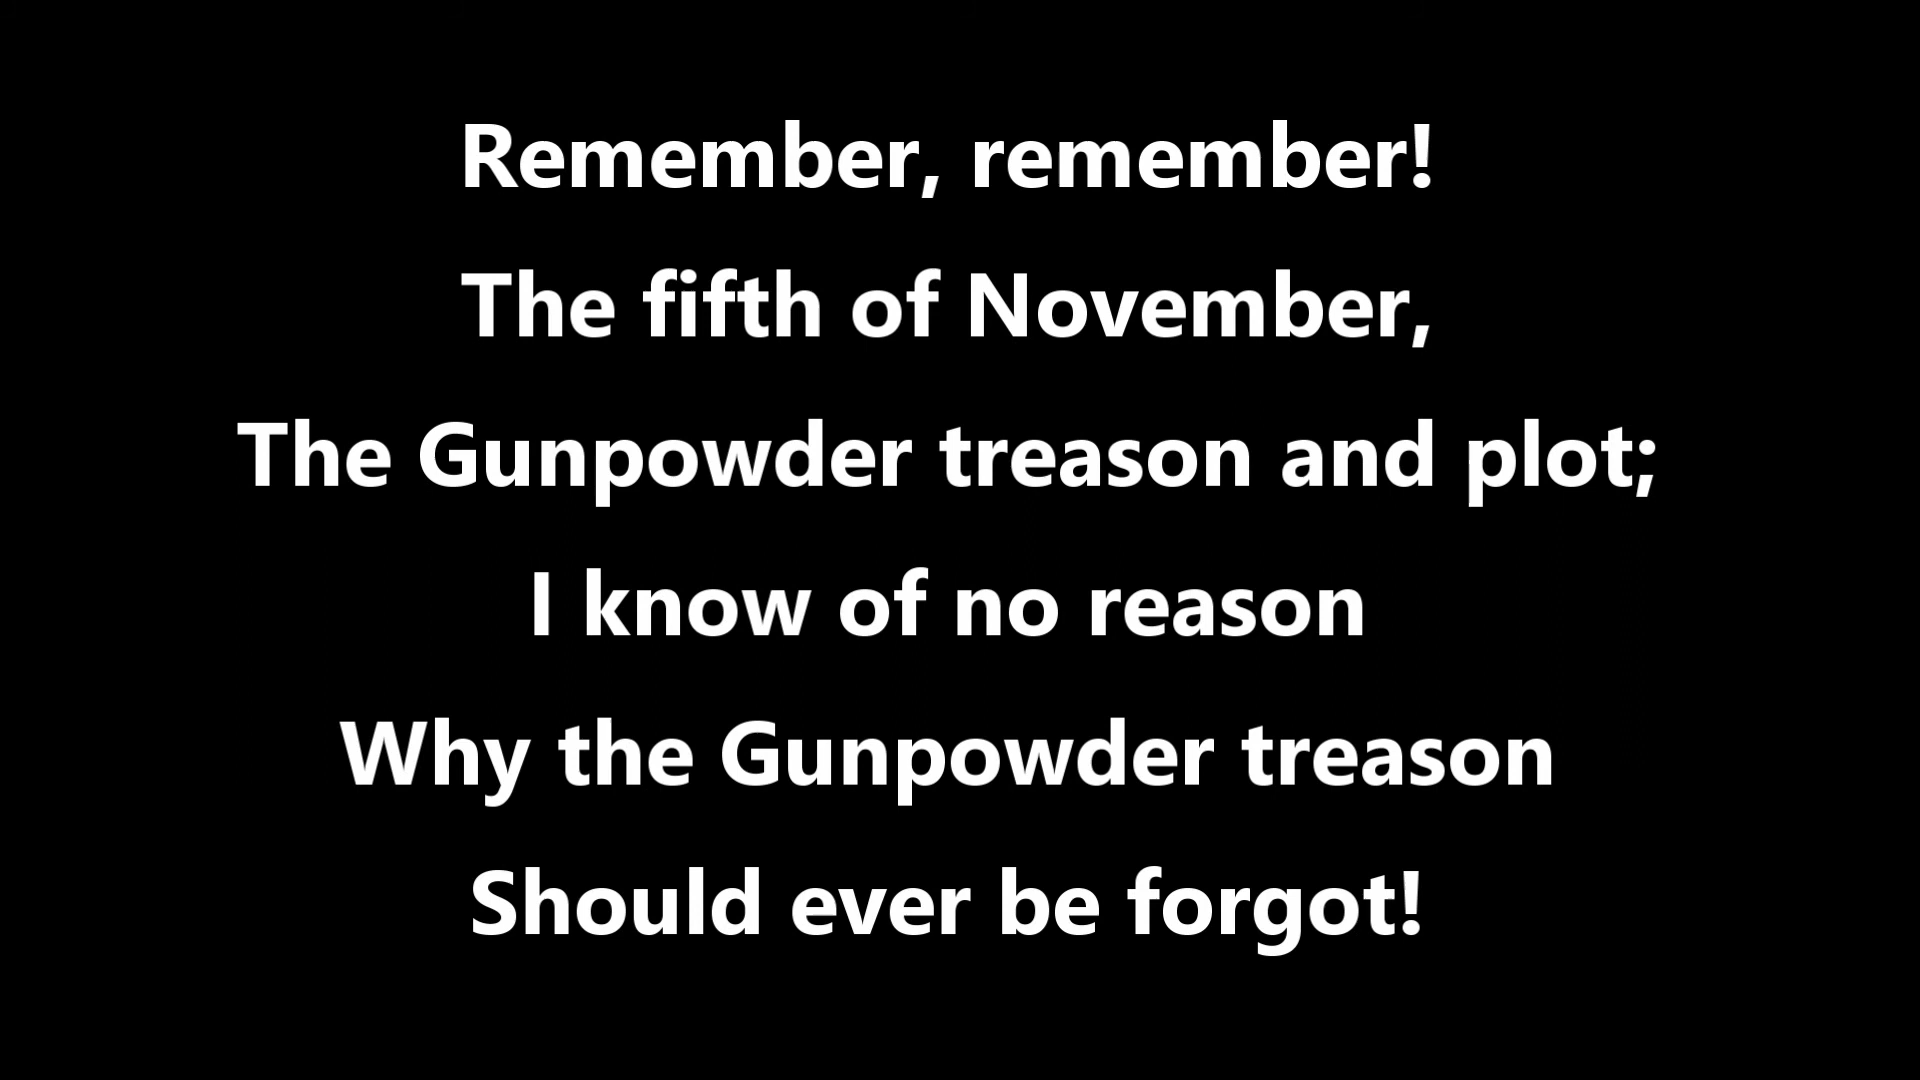 Remember, remember!
The fifth of November,
The Gunpowder treason and plot;
I know of no reason
Why the Gunpowder treason
Should ever be forgot!